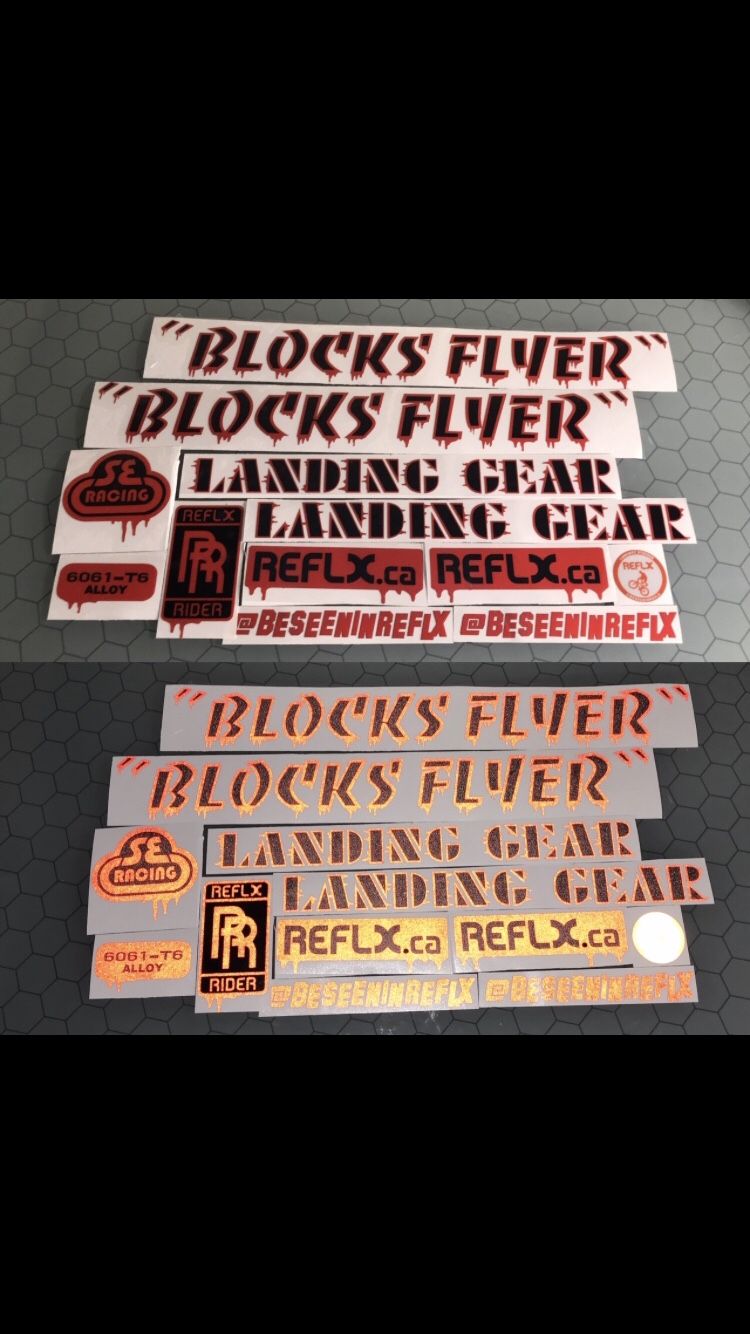 "BLOCKS FLYER"
"BLOCKS FLYER"
SE
RACING
LANDING GEAR
LANDING GEAR
6061-T6
ALLOY
REFLX
RR
RIDER
REFLX.ca
REFLX.ca
REFLX
@BESEENINREFLX
@BESEENINREFLX
"BLOCKS FLYER"
"BLOCKS FLYER"
SE
RACING
LANDING GEAR
LANDING GEAR
6061-T6
ALLOY
REFLX
RR
RIDER
REFLX.ca
REFLX.ca
@BESEENINREFLX
@BESEENINREFLX